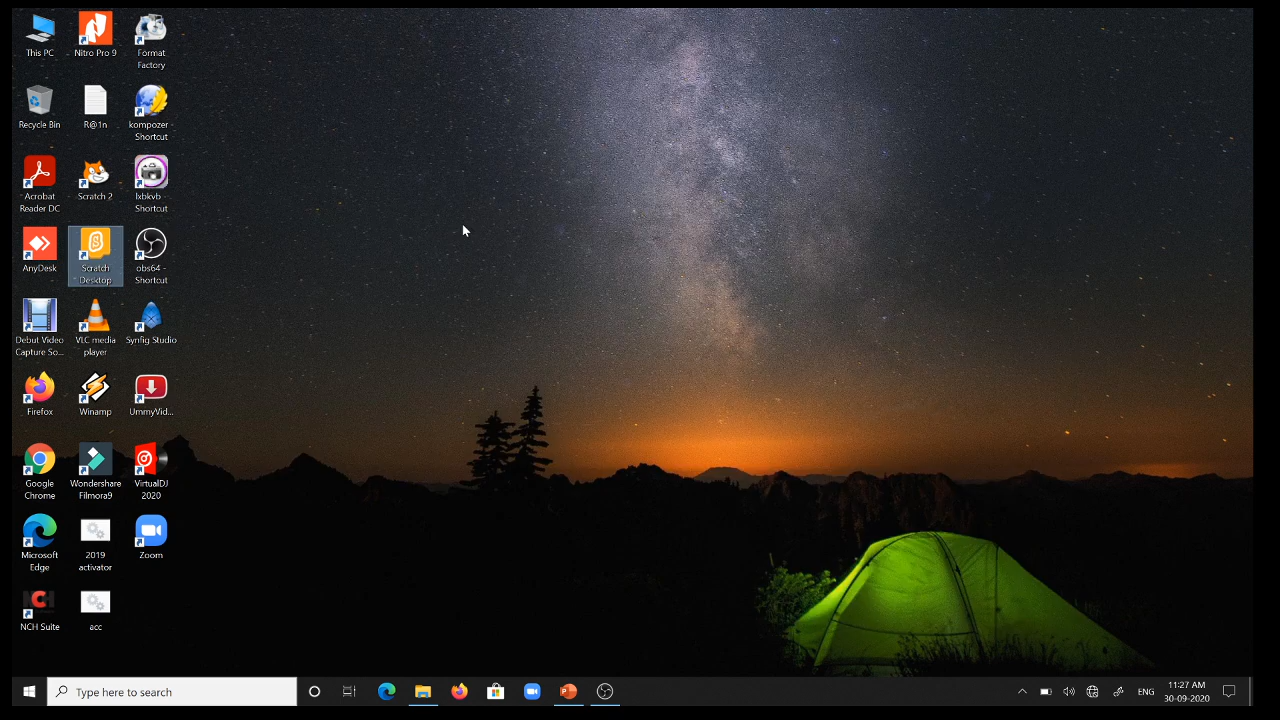 This PC
Nitro Pro 9
Format
Factory
Recycle Bin
R@1n
kompozer -
Shortcut
Acrobat
Reader DC
Scratch 2
lxbkvb -
Shortcut
AnyDesk
Scratch
Desktop
obs64 -
Shortcut
Debut Video
Capture So...
VLC media
player
Synfig Studio
Firefox
Winamp
UmmyVid...
Google
Chrome
Wondershare
Filmora9
VirtualDJ
2020
Microsoft
Edge
2019
activator
Zoom
NCH Suite
acc
Type here to search
ENG
11:27 AM
30-09-2020